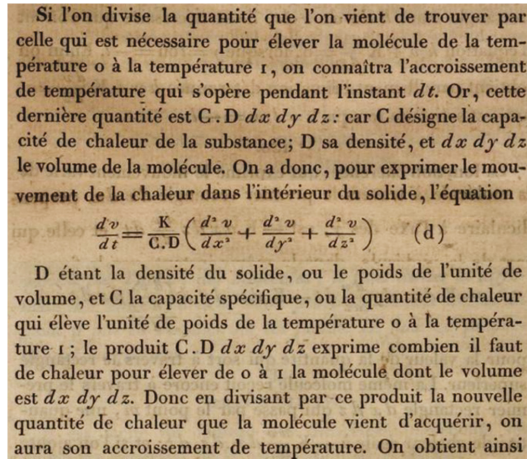 Si l'on divise la quantité que l'on vient de trouver par
celle qui est nécessaire pour élever la molécule de la tem-
pérature 0 à la température 1, on connaîtra l'accroissement
de température qui s'opère pendant l'instant dt. Or, cette
dernière quantité est C.D dx dy dz: car C désigne la capa-
cité de chaleur de la substance; D sa densité, et dx dy dz
le volume de la molécule. On a donc, pour exprimer le mou-
vement de la chaleur dans l'intérieur du solide, l'équation
dv/dt = K/C.D (d²v/dx² + d²v/dy² + d²v/dz²) (d)
D étant la densité du solide, ou le poids de l'unité de
volume, et C la capacité spécifique, ou la quantité de chaleur
qui élève l'unité de poids de la température 0 à la tempéra-
ture 1; le produit C.D dx dy dz exprime combien il faut
de chaleur pour élever de 0 à 1 la molécule dont le volume
est dx dy dz. Donc en divisant par ce produit la nouvelle
quantité de chaleur que la molécule vient d'acquérir, on
aura son accroissement de température. On obtient ainsi